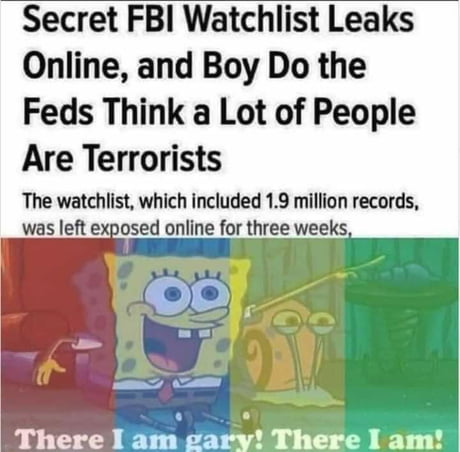 Secret FBI Watchlist Leaks
Online, and Boy Do the
Feds Think a Lot of People
Are Terrorists
The watchlist, which included 1.9 million records,
was left exposed online for three weeks,
There I am gary! There I am!